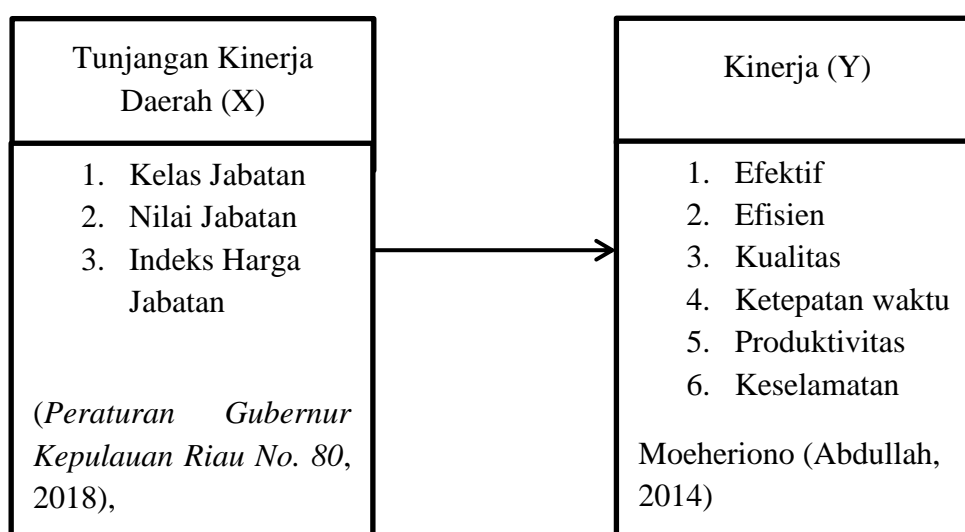 Tunjangan Kinerja
Daerah (X)
1. Kelas Jabatan
2. Nilai Jabatan
3. Indeks Harga
Jabatan
(Peraturan Gubernur
Kepulauan Riau No. 80,
2018),
Kinerja (Y)
1. Efektif
2. Efisien
3. Kualitas
4. Ketepatan waktu
5. Produktivitas
6. Keselamatan
Moeheriono (Abdullah,
2014)